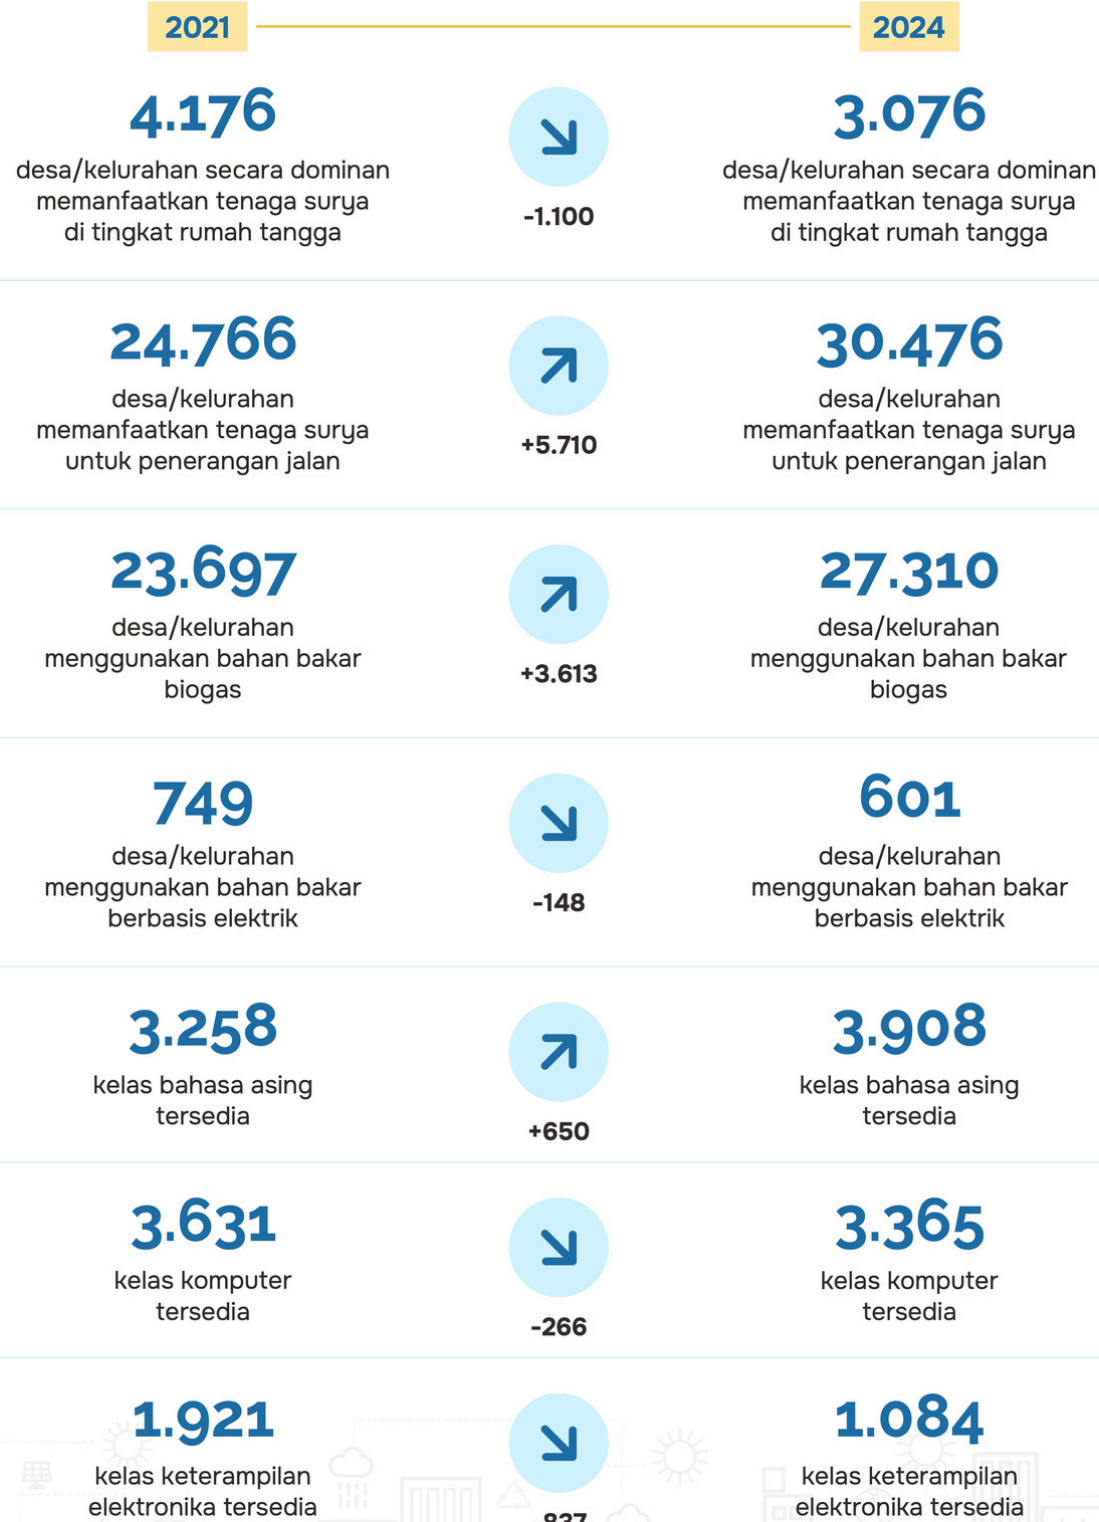 2021
2024
4.176
desa/kelurahan secara dominan
memanfaatkan tenaga surya
di tingkat rumah tangga
-1.100
3.076
desa/kelurahan secara dominan
memanfaatkan tenaga surya
di tingkat rumah tangga
24.766
desa/kelurahan
memanfaatkan tenaga surya
untuk penerangan jalan
+5.710
30.476
desa/kelurahan
memanfaatkan tenaga surya
untuk penerangan jalan
23.697
desa/kelurahan
menggunakan bahan bakar
biogas
+3.613
27.310
desa/kelurahan
menggunakan bahan bakar
biogas
749
desa/kelurahan
menggunakan bahan bakar
berbasis elektrik
-148
601
desa/kelurahan
menggunakan bahan bakar
berbasis elektrik
3.258
kelas bahasa asing
tersedia
+650
3.908
kelas bahasa asing
tersedia
3.631
kelas komputer
tersedia
-266
3.365
kelas komputer
tersedia
1.921
kelas keterampilan
elektronika tersedia
-837
1.084
kelas keterampilan
elektronika tersedia